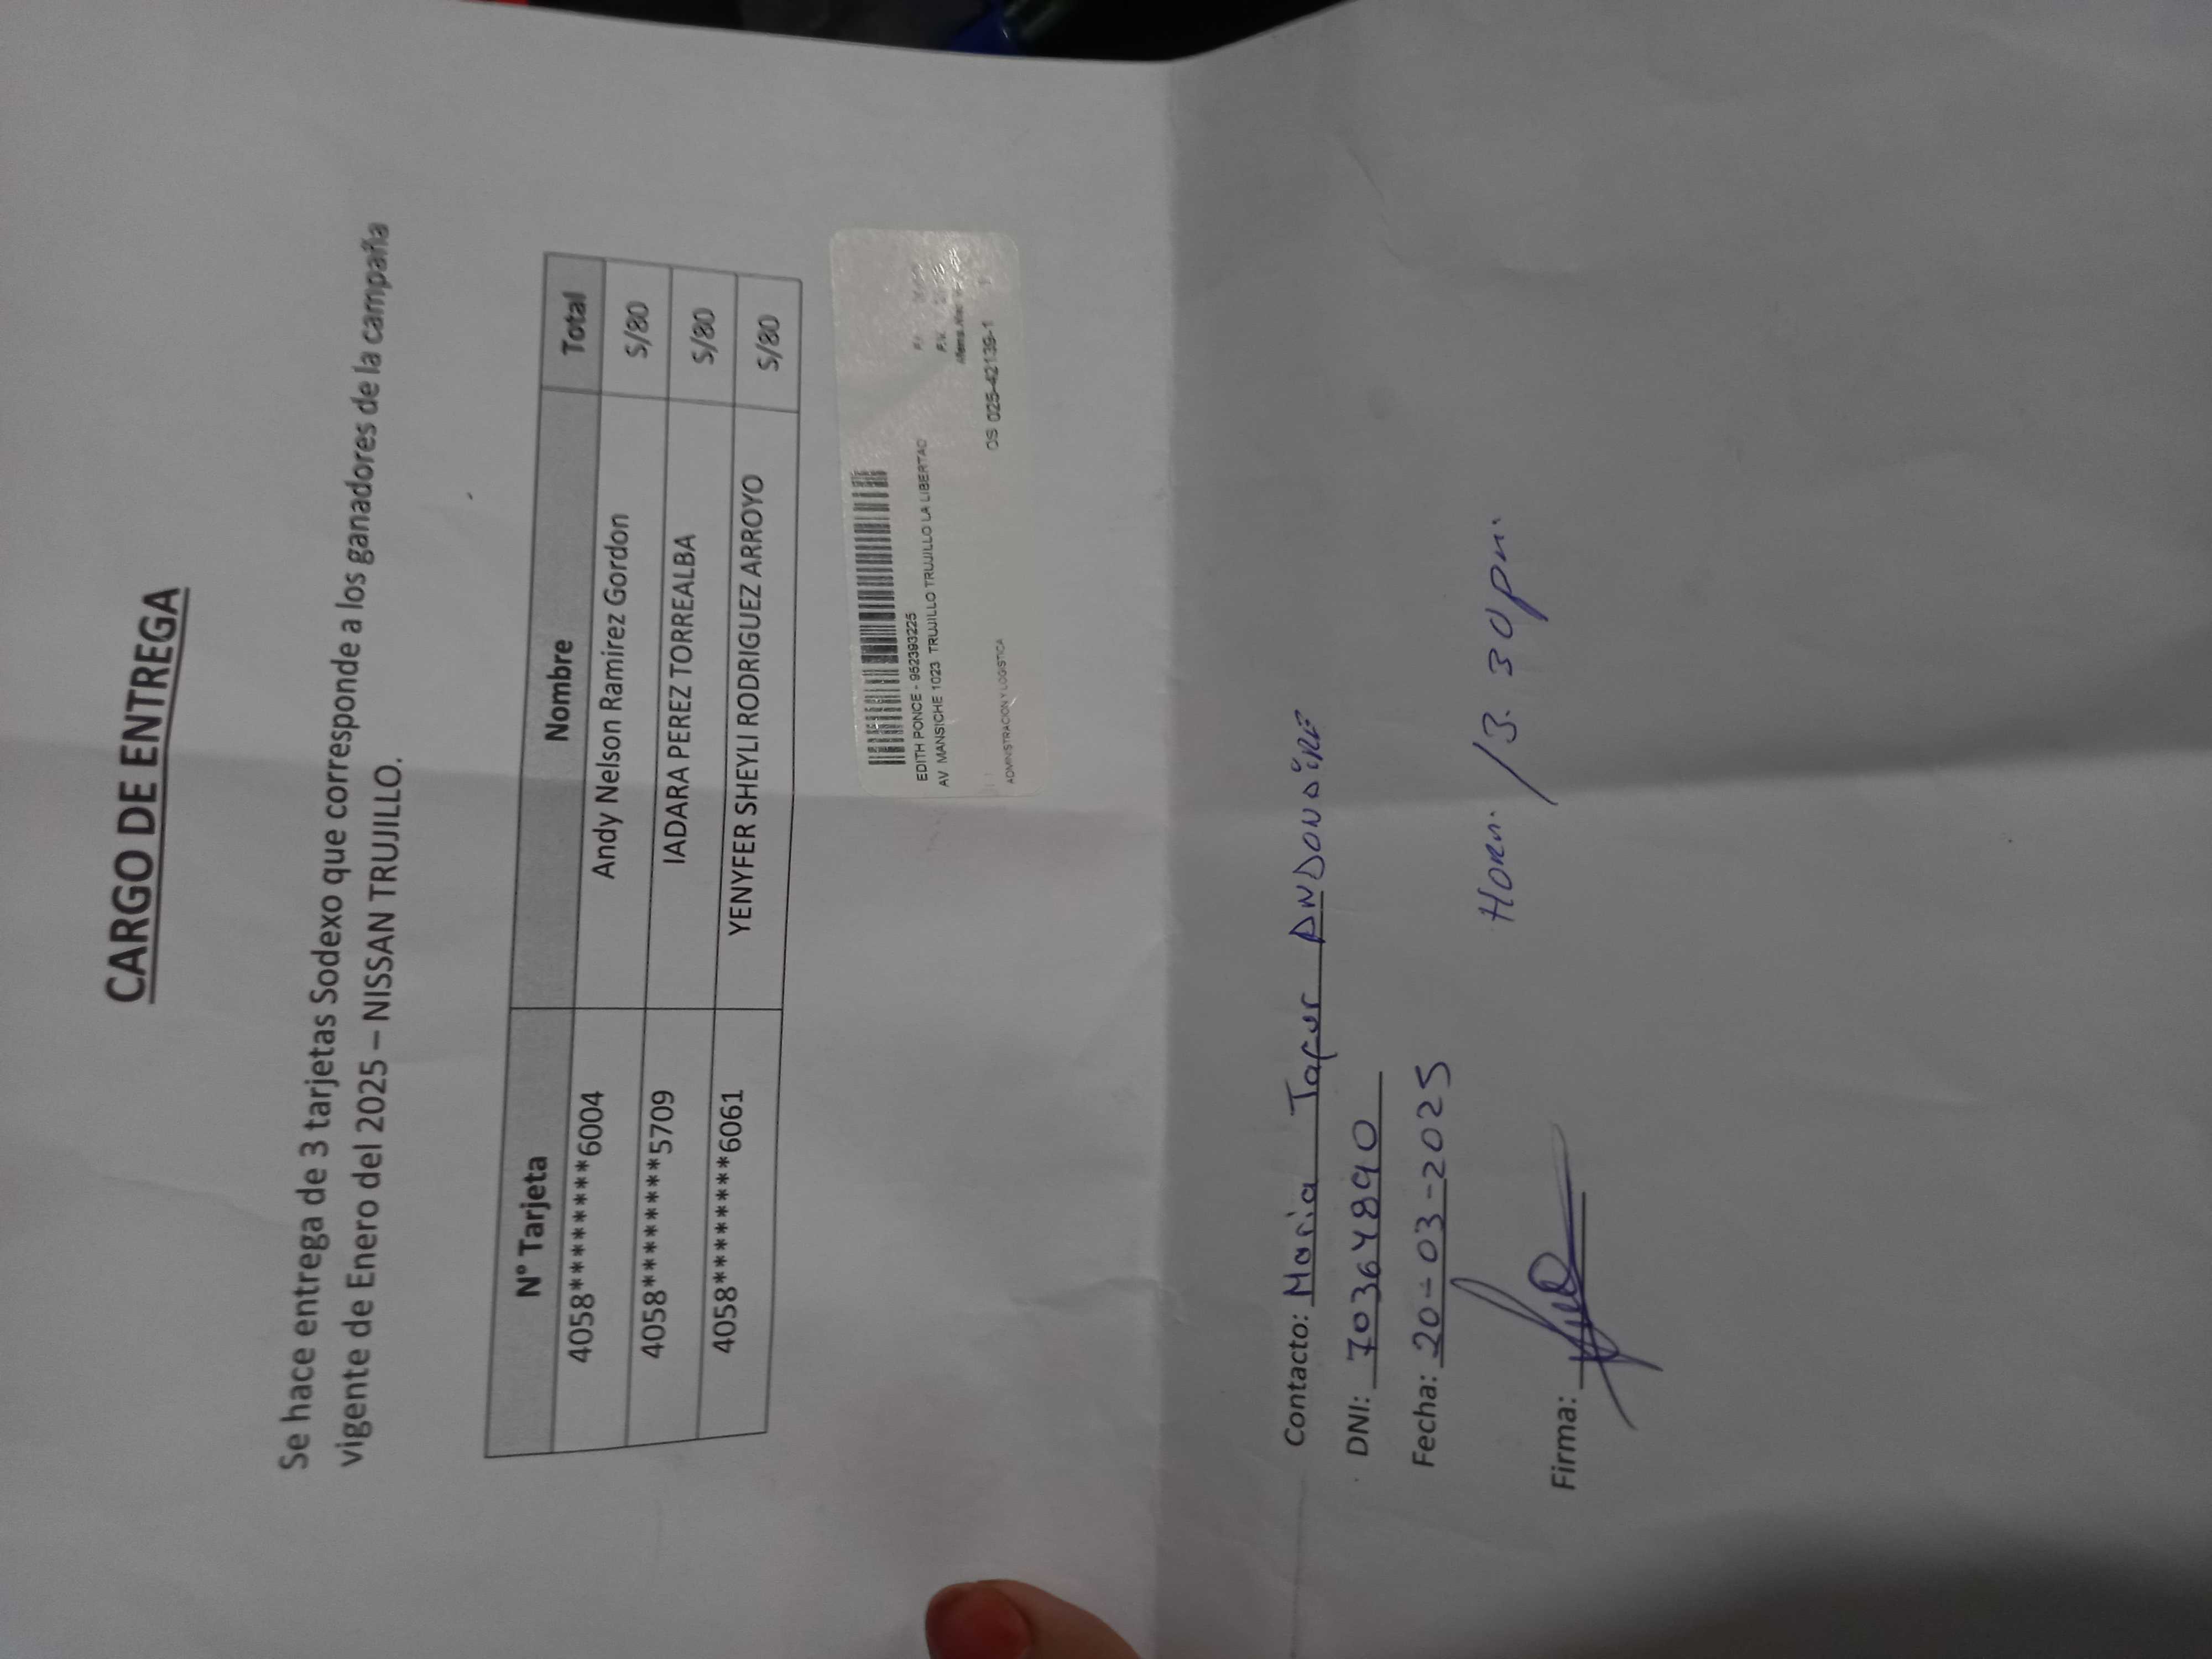 CARGO DE ENTREGA
Se hace entrega de 3 tarjetas Sodexo que corresponde a los ganadores de la campaña
vigente de Enero del 2025 – NISSAN TRUJILLO.
N° Tarjeta Nombre Total
4058*********6004 Andy Nelson Ramirez Gordon S/80
4058*********5709 IADARA PEREZ TORREALBA S/80
4058*********6061 YENYFER SHEYLI RODRIGUEZ ARROYO S/80
EDITH PONCE - 952393225
AV MANSICHE 1023 TRUJILLO TRUJILLO LA LIBERTAD
OS 025-42139-1
ADMINISTRACION Y LOGISTICA
Contacto: Maria Tafur
DNI: 70364890
Fecha: 20-03-2025
Hora. 13.30pm.
Firma: